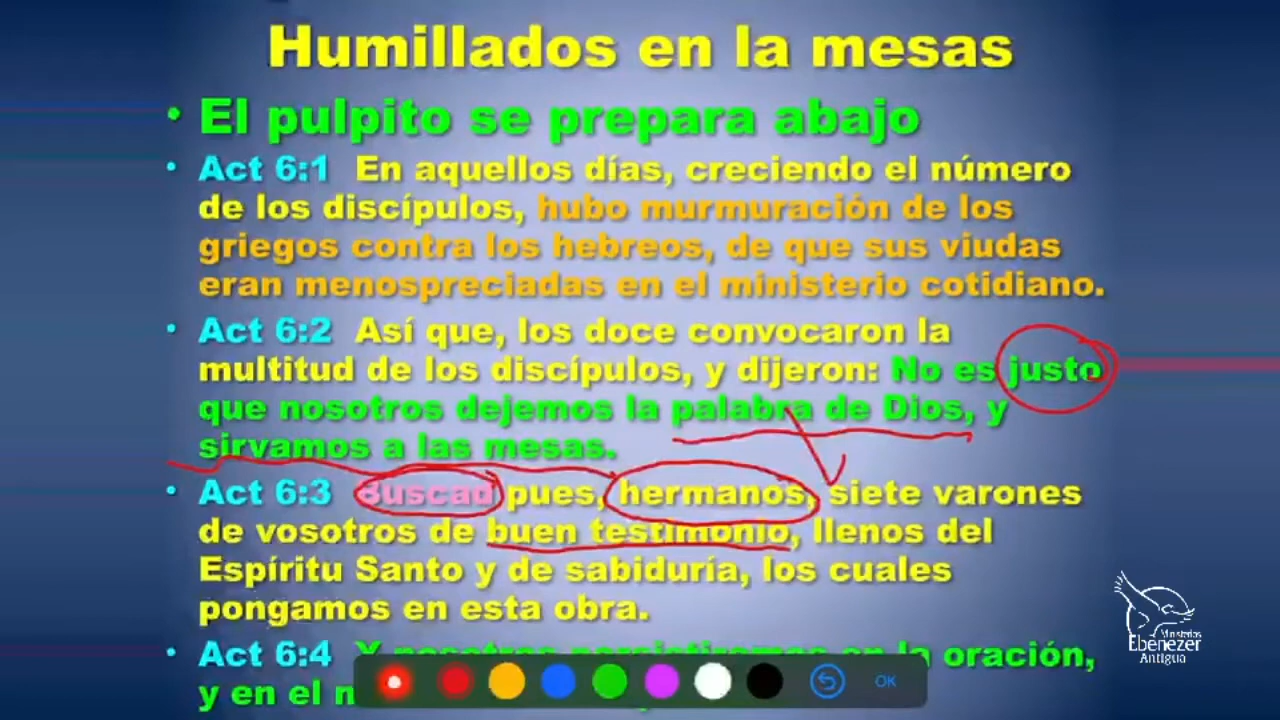 Humillados en la mesas
• El pulpito se prepara abajo
• Act 6:1 En aquellos días, creciendo el número
de los discípulos, hubo murmuración de los
griegos contra los hebreos, de que sus viudas
eran menospreciadas en el ministerio cotidiano.
• Act 6:2 Así que, los doce convocaron la
multitud de los discípulos, y dijeron: No es justo
que nosotros dejemos la palabra de Dios, y
sirvamos a las mesas.
• Act 6:3 Buscad pues, hermanos, siete varones
de vosotros de buen testimonio, llenos del
Espíritu Santo y de sabiduría, los cuales
pongamos en esta obra.
• Act 6:4 Y nosotros persistiremos en la oración,
y en el
OK
Ministerios
Ebenezer
Antigua